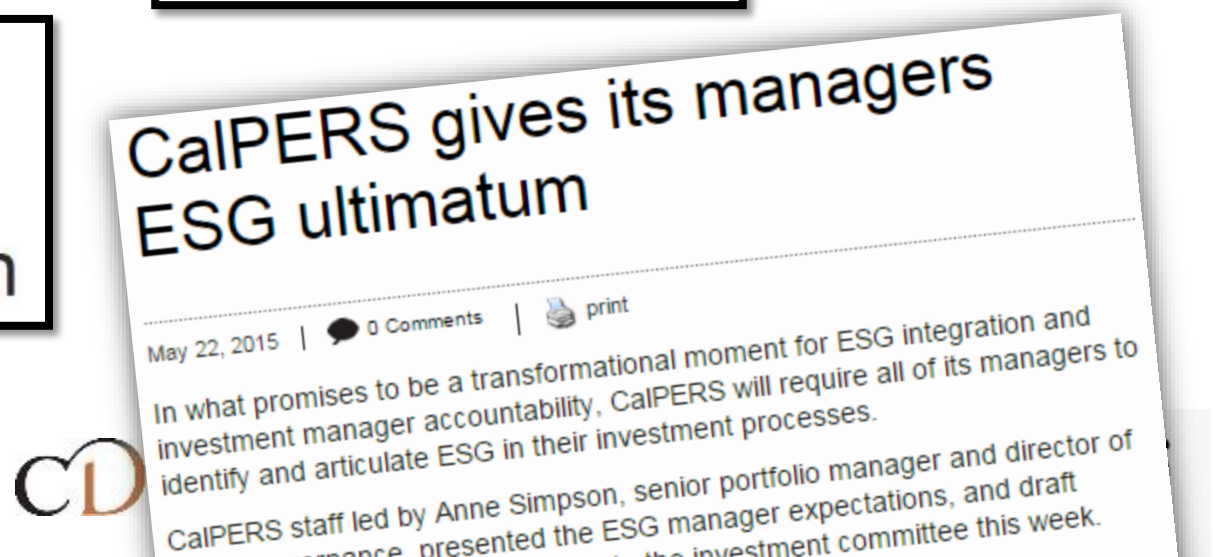 CalPERS gives its managers
ESG ultimatum
May 22, 2015 | 0 Comments | print
In what promises to be a transformational moment for ESG integration and
investment manager accountability, CalPERS will require all of its managers to
identify and articulate ESG in their investment processes.
CalPERS staff led by Anne Simpson, senior portfolio manager and director of
presented the ESG manager expectations, and draft
the investment committee this week.
n
CD